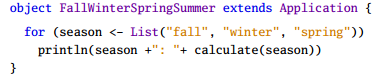 object FallWinterSpringSummer extends Application {
for (season <- List("fall", "winter", "spring"))
println(season +": "+ calculate(season))
}